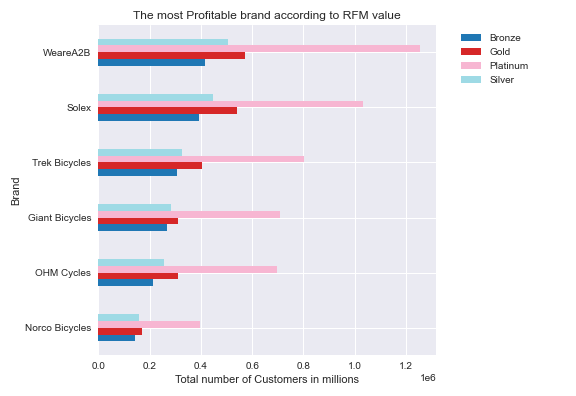 The most Profitable brand according to RFM value
Bronze
Gold
Platinum
Silver
WeareA2B
Solex
Trek Bicycles
Giant Bicycles
OHM Cycles
Norco Bicycles
Brand
0.0 0.2 0.4 0.6 0.8 1.0 1.2
1e6
Total number of Customers in millions